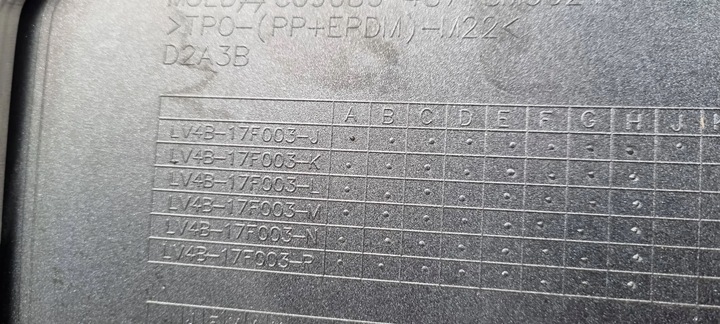 >TPO-(PP+EPDM)-M22<
D2A3B
A B C D E F G H J
LV4B-17F003-J
LV4B-17F003-K
LV4B-17F003-L
LV4B-17F003-M
LV4B-17F003-N
LV4B-17F003-P